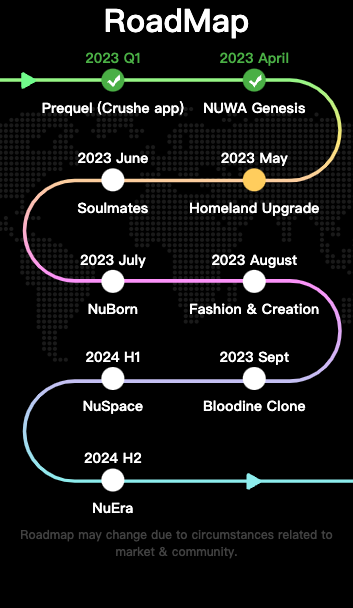 RoadMap
2023 Q1
2023 April
Prequel (Crushe app)
NUWA Genesis
2023 June
2023 May
Soulmates
Homeland Upgrade
2023 July
2023 August
NuBorn
Fashion & Creation
2024 H1
2023 Sept
NuSpace
Bloodine Clone
2024 H2
NuEra
Roadmap may change due to circumstances related to
market & community.